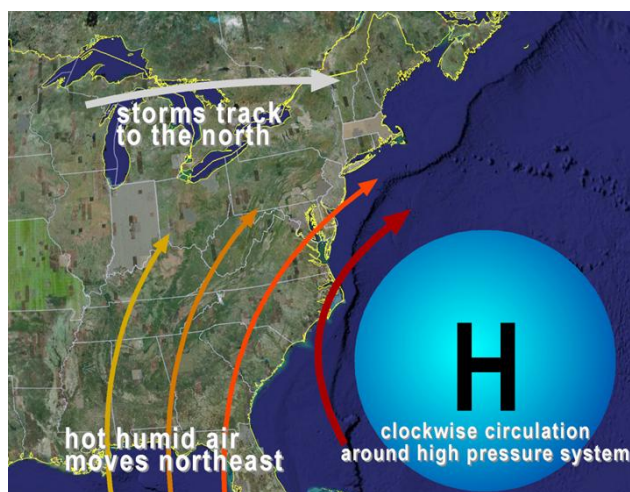 storms track
to the north
H
hot humid air
moves northeast
clockwise circulation
around high pressure system